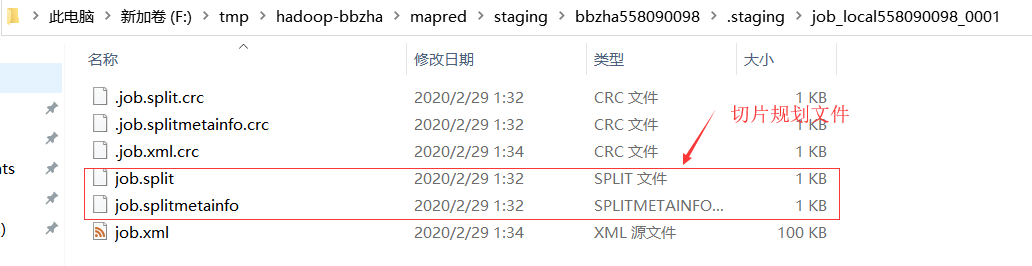 此电脑 › 新加卷 (F:) › tmp › hadoop-bbzha › mapred › staging › bbzha558090098 › .staging › job_local558090098_0001
名称 修改日期 类型 大小
.job.split.crc 2020/2/29 1:32 CRC 文件 1 KB
切片规划文件
.job.splitmetainfo.crc 2020/2/29 1:32 CRC 文件 1 KB
.job.xml.crc 2020/2/29 1:34 CRC 文件 1 KB
nts
job.split 2020/2/29 1:32 SPLIT 文件 1 KB
job.splitmetainfo 2020/2/29 1:32 SPLITMETAINFO... 1 KB
)
job.xml 2020/2/29 1:34 XML 源文件 100 KB